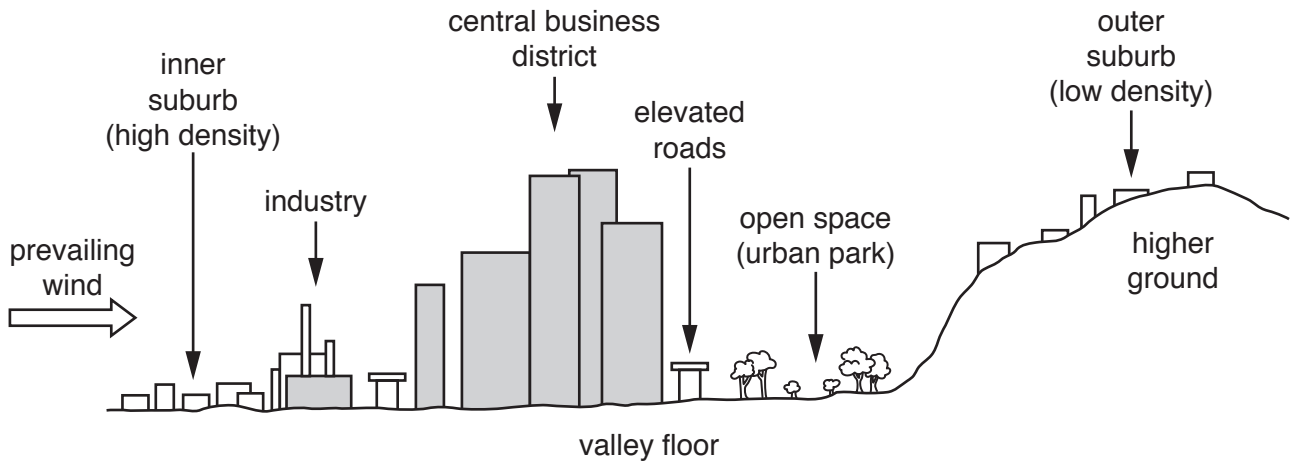 central business
district
outer
suburb
(low density)
inner
suburb
(high density)
elevated
roads
industry
open space
(urban park)
prevailing
wind
higher
ground
valley floor